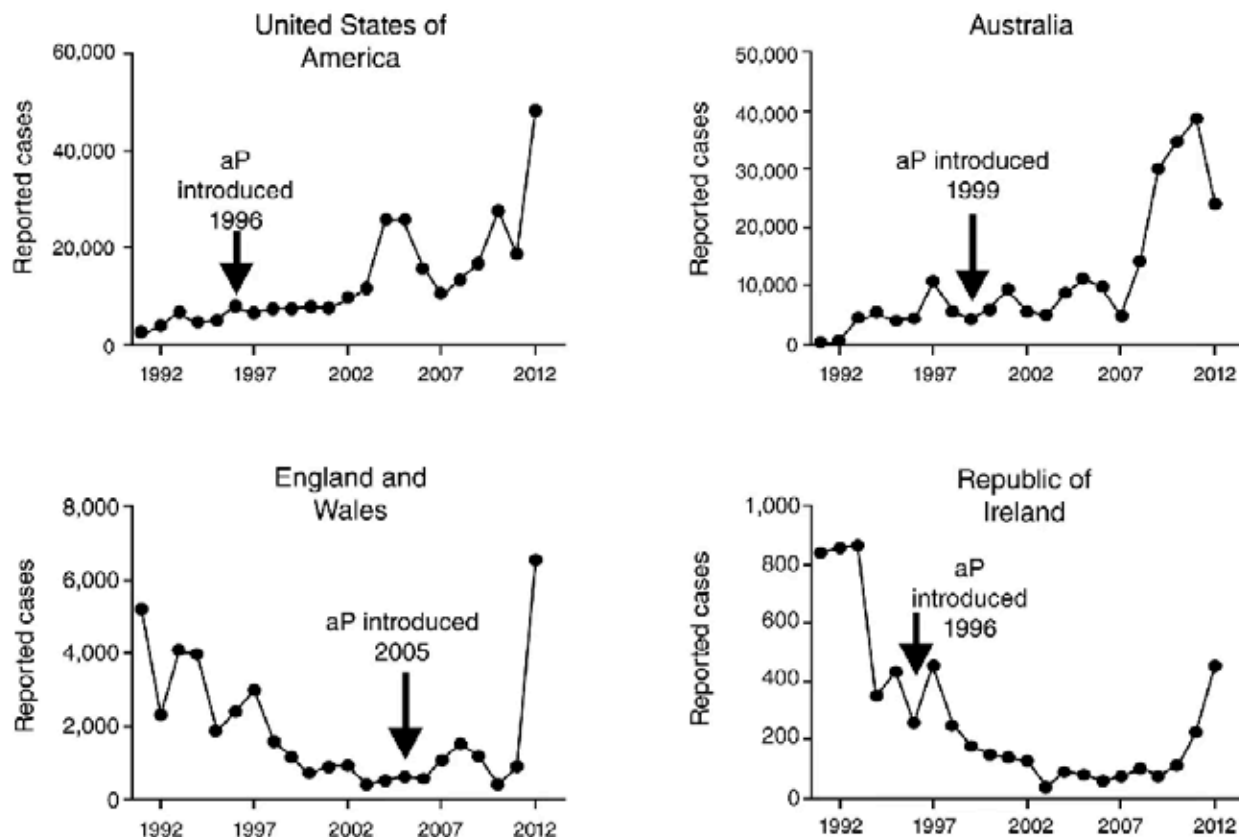 United States of
America
60,000
40,000
20,000
0
Reported cases
aP
introduced
1996
1992 1997 2002 2007 2012
Australia
50,000
40,000
30,000
20,000
10,000
0
Reported cases
aP introduced
1999
1992 1997 2002 2007 2012
England and
Wales
8,000
6,000
4,000
2,000
0
Reported cases
aP introduced
2005
1992 1997 2002 2007 2012
Republic of
Ireland
1,000
800
600
400
200
0
Reported cases
aP
introduced
1996
1992 1997 2002 2007 2012